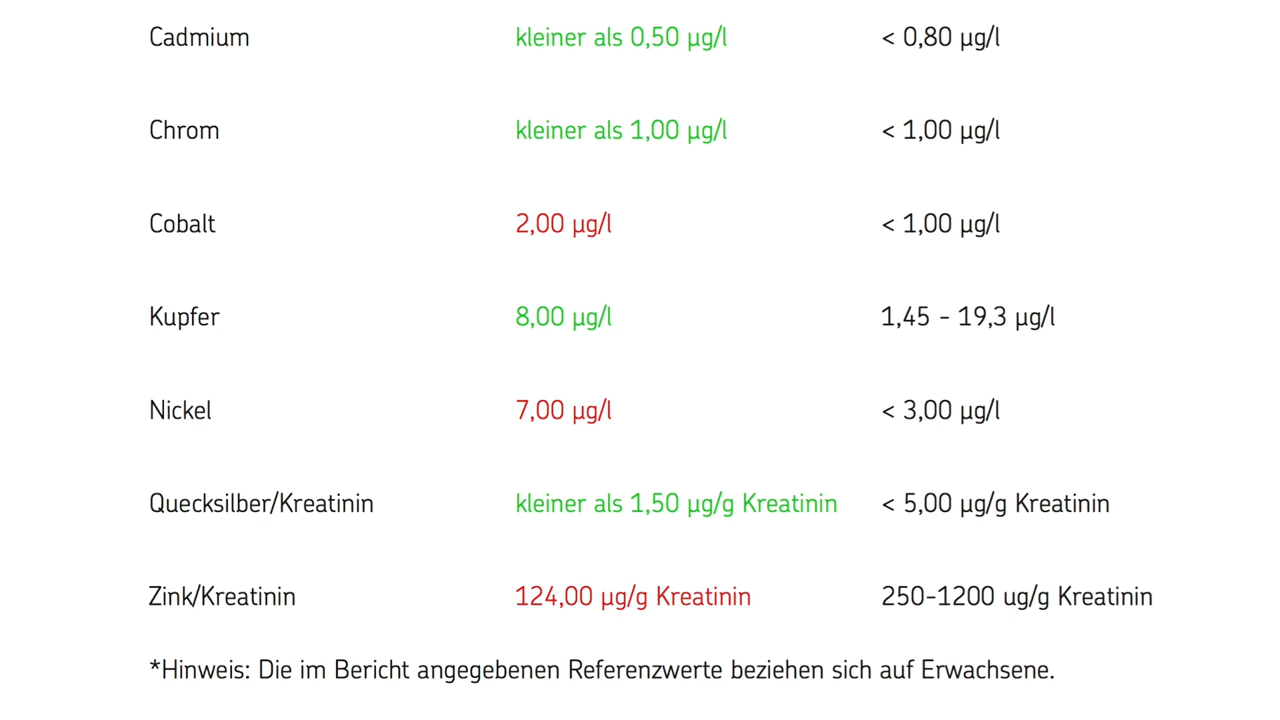 Cadmium kleiner als 0,50 µg/l < 0,80 µg/l
Chrom kleiner als 1,00 µg/l < 1,00 µg/l
Cobalt 2,00 µg/l < 1,00 µg/l
Kupfer 8,00 µg/l 1,45 - 19,3 µg/l
Nickel 7,00 µg/l < 3,00 µg/l
Quecksilber/Kreatinin kleiner als 1,50 µg/g Kreatinin < 5,00 µg/g Kreatinin
Zink/Kreatinin 124,00 µg/g Kreatinin 250-1200 ug/g Kreatinin
*Hinweis: Die im Bericht angegebenen Referenzwerte beziehen sich auf Erwachsene.